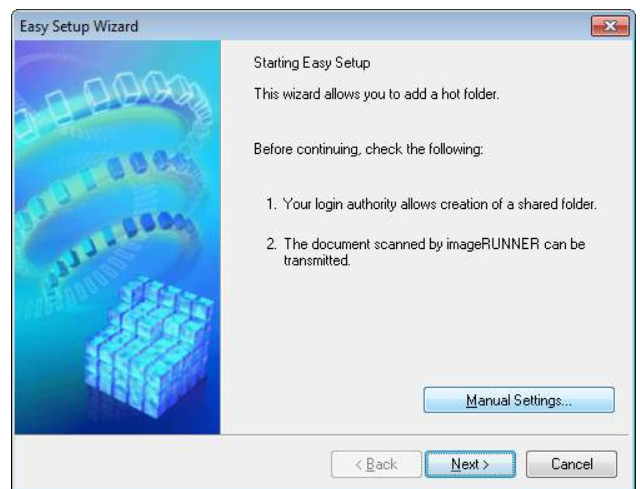 Easy Setup Wizard
Starting Easy Setup
This wizard allows you to add a hot folder.
Before continuing, check the following:
1. Your login authority allows creation of a shared folder.
2. The document scanned by imageRUNNER can be
transmitted.
Manual Settings...
< Back
Next >
Cancel